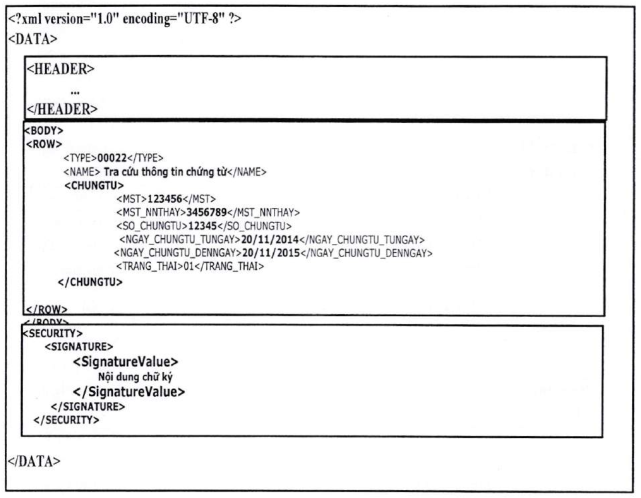 <?xml version="1.0" encoding="UTF-8" ?>
<DATA>
<HEADER>
...
</HEADER>
<BODY>
<ROW>
<TYPE>00022</TYPE>
<NAME> Tra cứu thông tin chứng từ</NAME>
<CHUNGTU>
<MST>123456</MST>
<MST_NNTHAY>3456789</MST_NNTHAY>
<SO_CHUNGTU>12345</SO_CHUNGTU>
<NGAY_CHUNGTU_TUNGAY>20/11/2014</NGAY_CHUNGTU_TUNGAY>
<NGAY_CHUNGTU_DENNGAY>20/11/2015</NGAY_CHUNGTU_DENNGAY>
<TRANG_THAI>01</TRANG_THAI>
</CHUNGTU>
</ROW>
</BODY>
<SECURITY>
<SIGNATURE>
<SignatureValue>
Nội dung chữ ký
</SignatureValue>
</SIGNATURE>
</SECURITY>
</DATA>